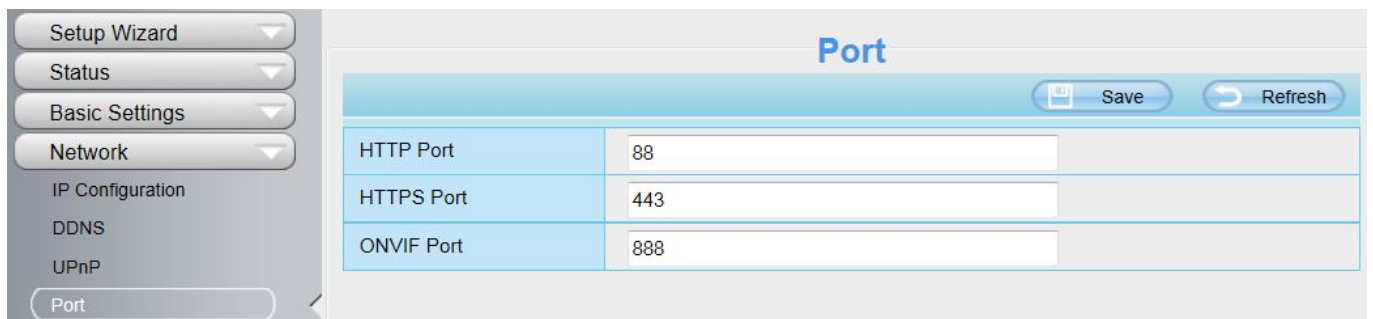 Setup Wizard
Status
Basic Settings
Network
IP Configuration
DDNS
UPnP
Port
Port
Save Refresh
HTTP Port 88
HTTPS Port 443
ONVIF Port 888